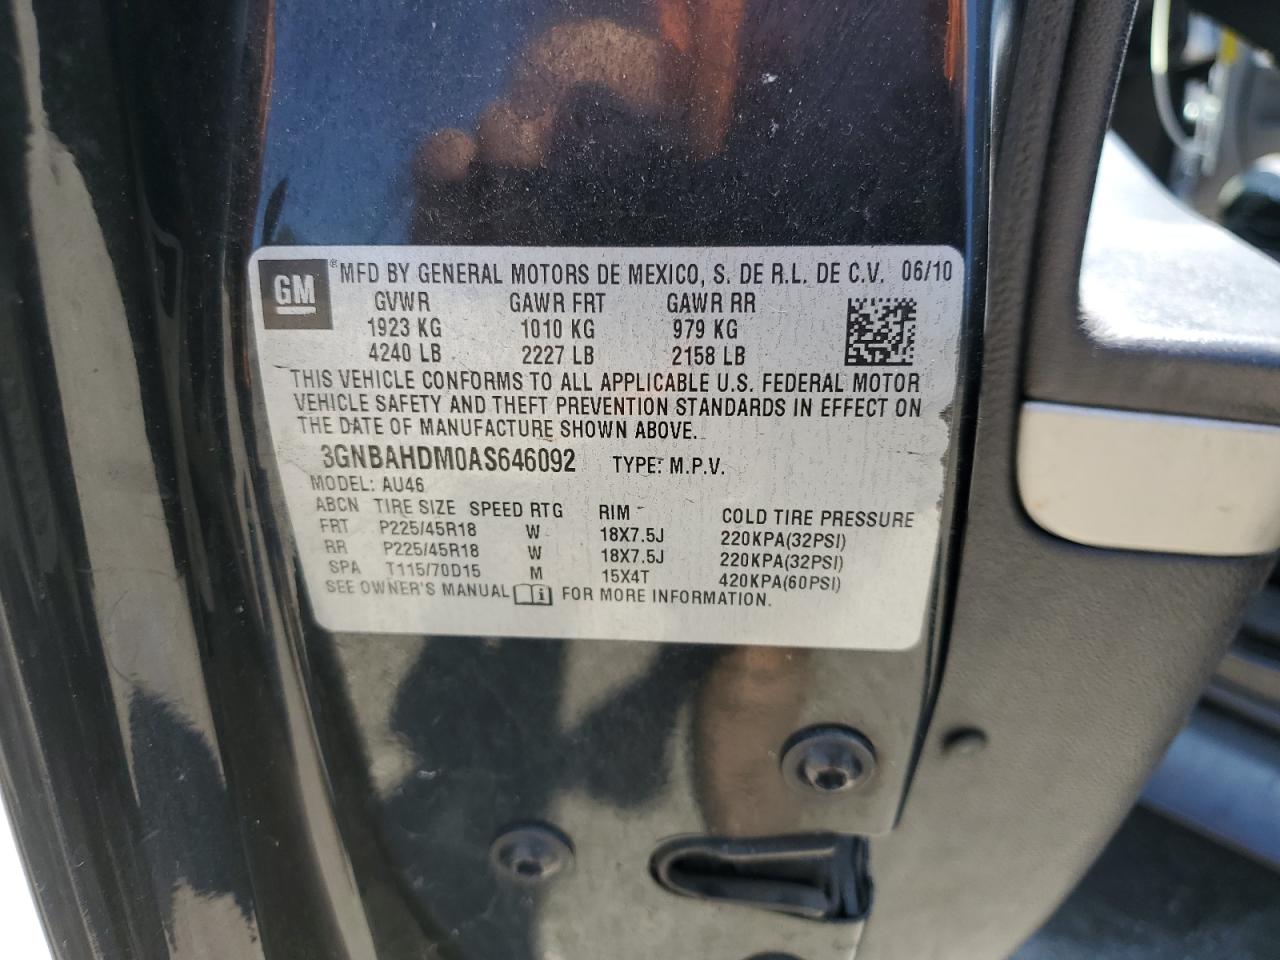 GM ® MFD BY GENERAL MOTORS DE MEXICO, S. DE R.L. DE C.V. 06/10
GVWR GAWR FRT GAWR RR
1923 KG 1010 KG 979 KG
4240 LB 2227 LB 2158 LB
THIS VEHICLE CONFORMS TO ALL APPLICABLE U.S. FEDERAL MOTOR
VEHICLE SAFETY AND THEFT PREVENTION STANDARDS IN EFFECT ON
THE DATE OF MANUFACTURE SHOWN ABOVE.
3GNBAHDM0AS646092 TYPE: M.P.V.
MODEL: AU46
ABCN TIRE SIZE SPEED RTG RIM COLD TIRE PRESSURE
FRT P225/45R18 W 18X7.5J 220KPA(32PSI)
RR P225/45R18 W 18X7.5J 220KPA(32PSI)
SPA T115/70D15 M 15X4T 420KPA(60PSI)
SEE OWNER'S MANUAL i FOR MORE INFORMATION.